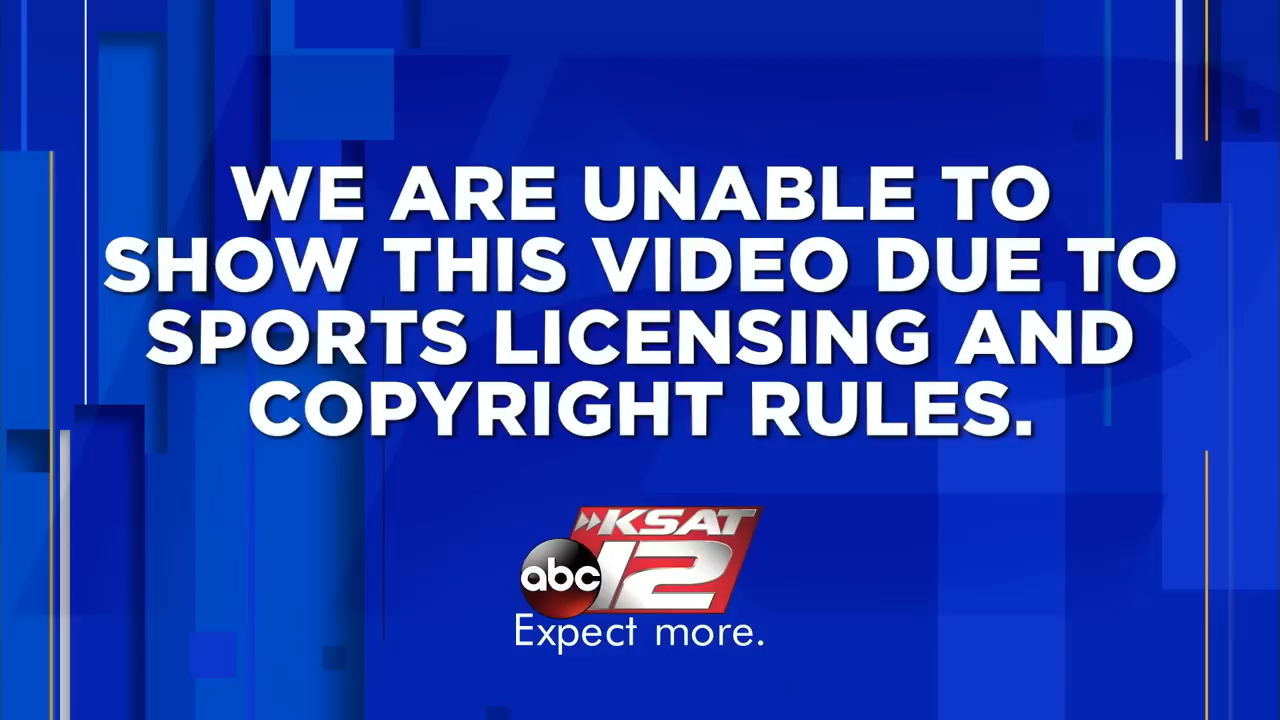 WE ARE UNABLE TO
SHOW THIS VIDEO DUE TO
SPORTS LICENSING AND
COPYRIGHT RULES.
KSAT
abc 12
Expect more.